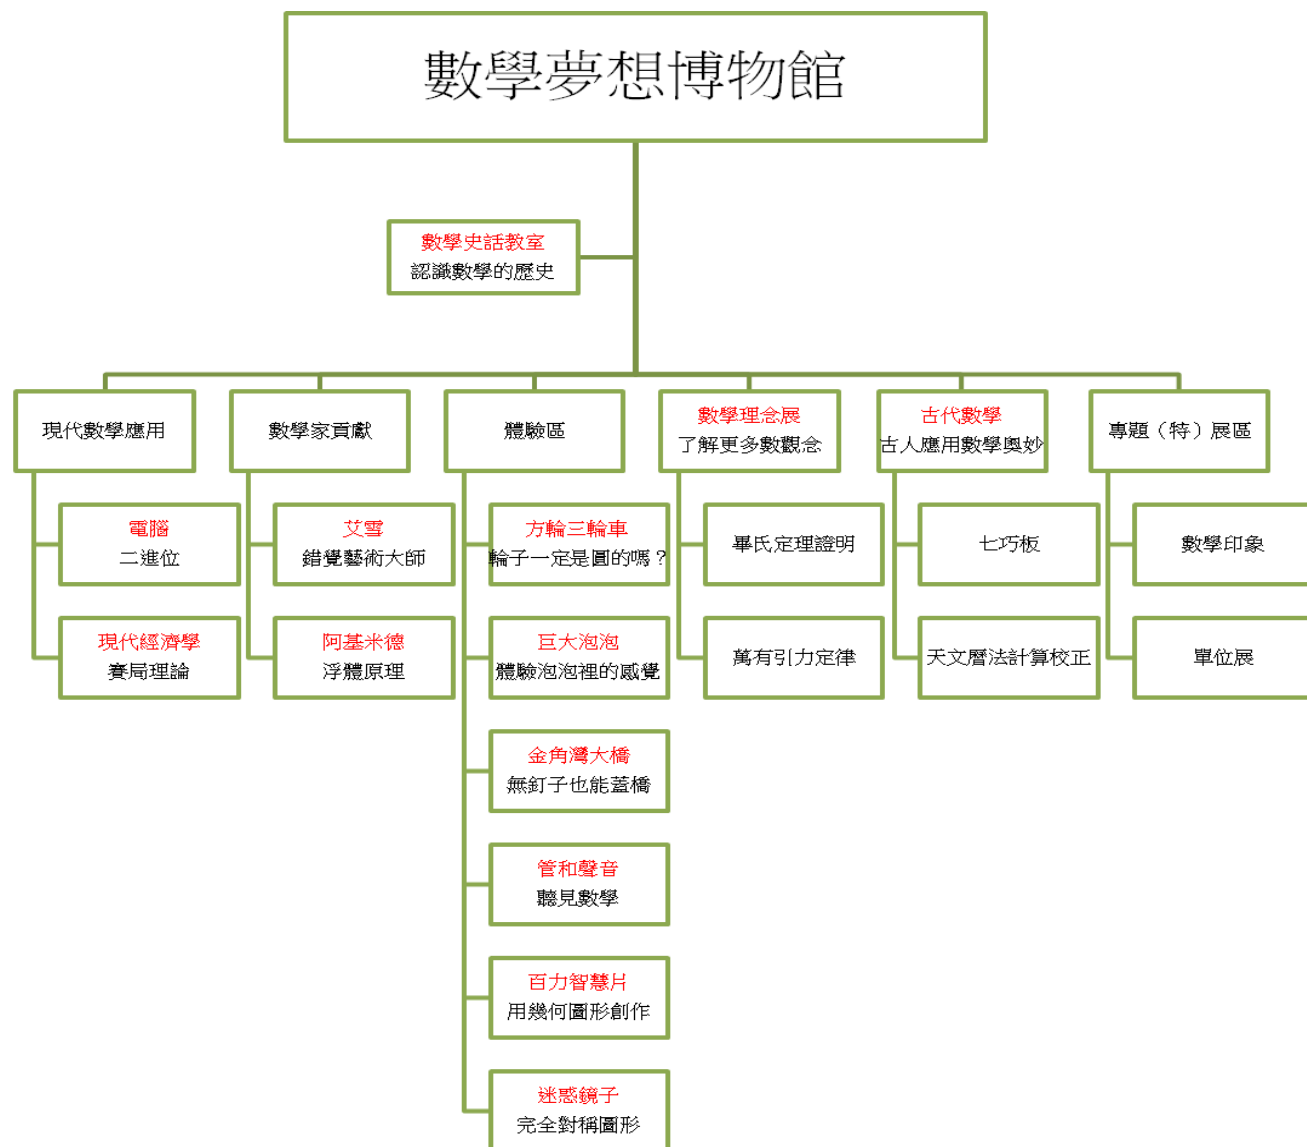 數學夢想博物館
數學史話教室
認識數學的歷史
現代數學應用
數學家貢獻
體驗區
數學理念展
了解更多數觀念
古代數學
古人應用數學奧妙
專題（特）展區
電腦
二進位
艾雪
錯覺藝術大師
方輪三輪車
輪子一定是圓的嗎？
畢氏定理證明
七巧板
數學印象
現代經濟學
賽局理論
阿基米德
浮體原理
巨大泡泡
體驗泡泡裡的感覺
萬有引力定律
天文曆法計算校正
單位展
金角灣大橋
無釘子也能蓋橋
管和聲音
聽見數學
百力智慧片
用幾何圖形創作
迷惑鏡子
完全對稱圖形